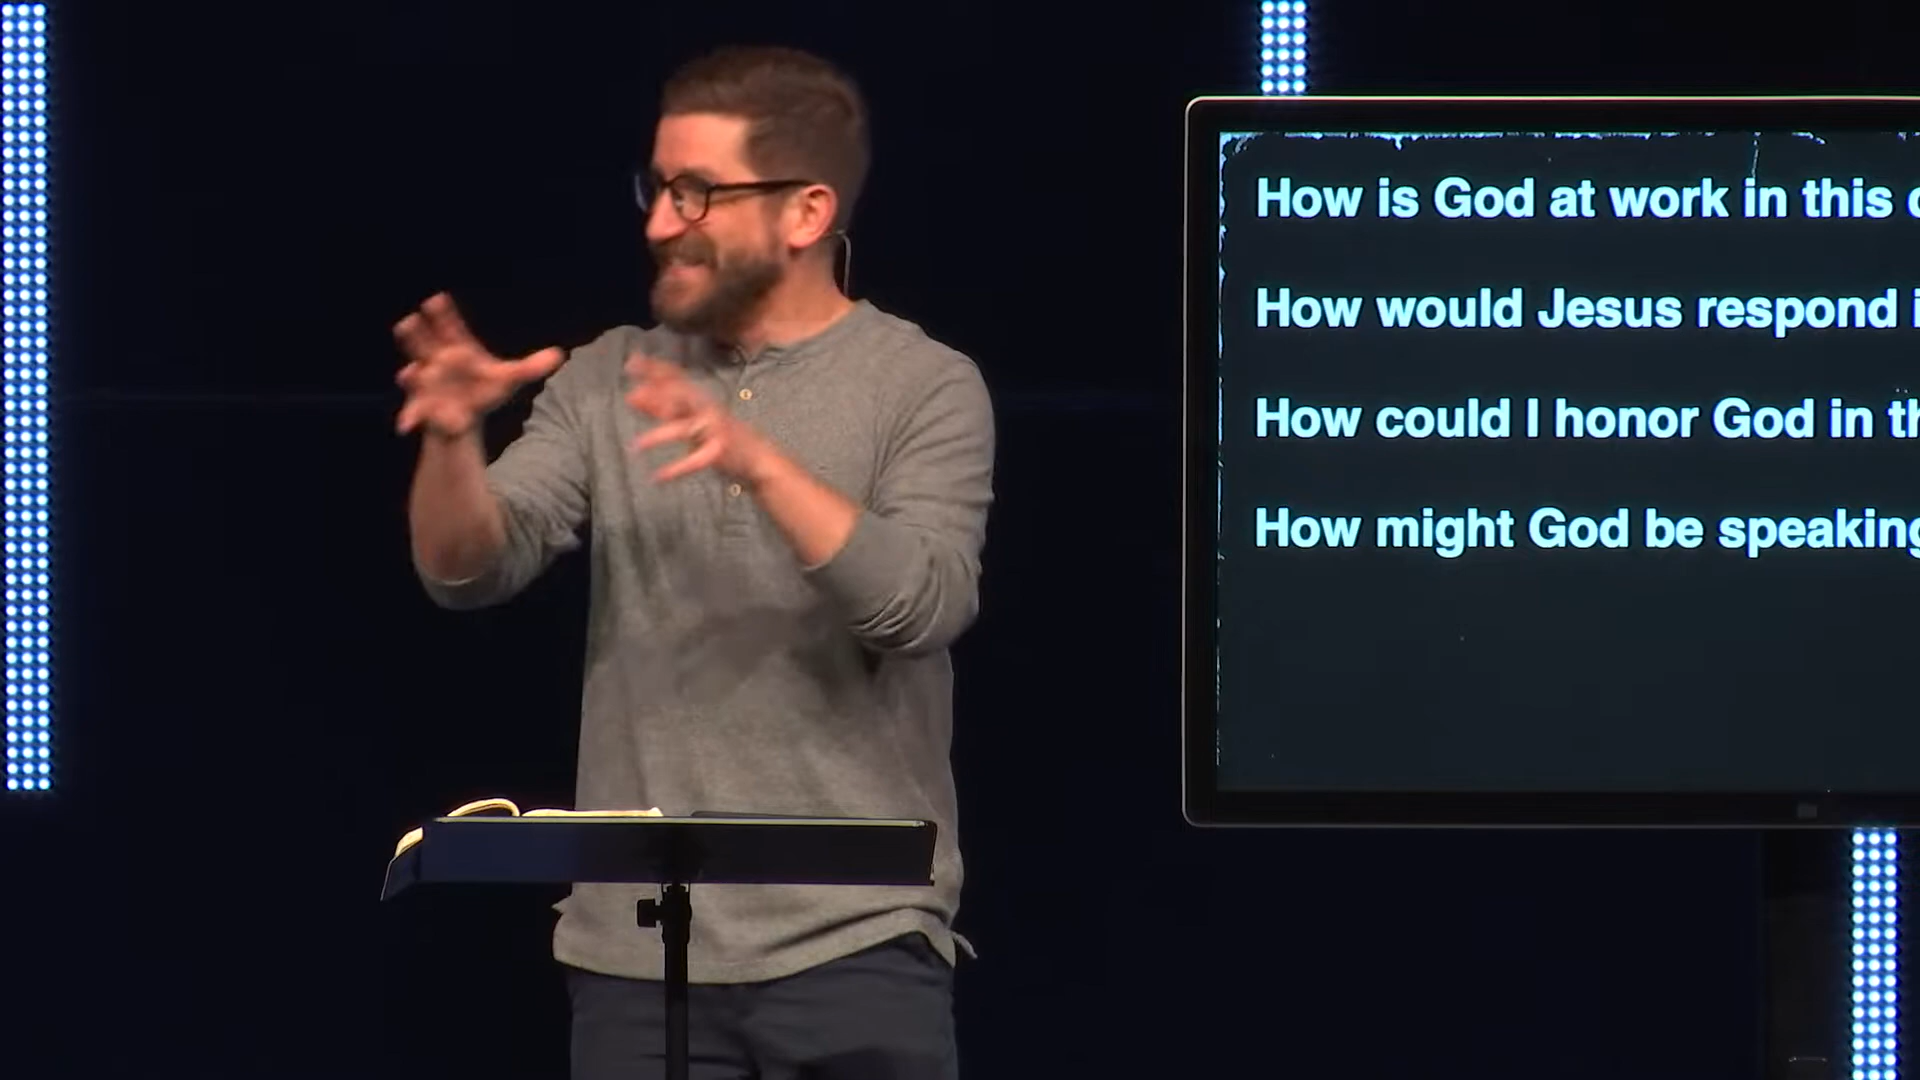 How is God at work in this
How would Jesus respond
How could I honor God in
How might God be speaking